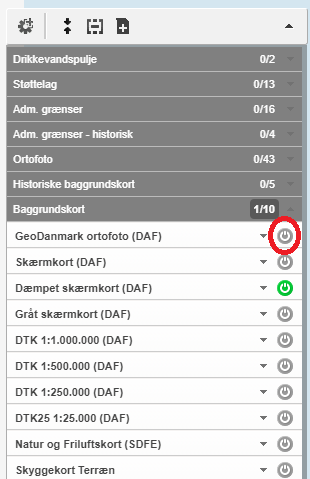 Drikkevandspulje 0/2
Støttelag 0/13
Adm. grænser 0/16
Adm. grænser - historisk 0/4
Ortofoto 0/43
Historiske baggrundskort 0/5
Baggrundskort 1/10
GeoDanmark ortofoto (DAF)
Skærmkort (DAF)
Dæmpet skærmkort (DAF)
Gråt skærmkort (DAF)
DTK 1:1.000.000 (DAF)
DTK 1:500.000 (DAF)
DTK 1:250.000 (DAF)
DTK25 1:25.000 (DAF)
Natur og Friluftskort (SDFE)
Skyggekort Terræn